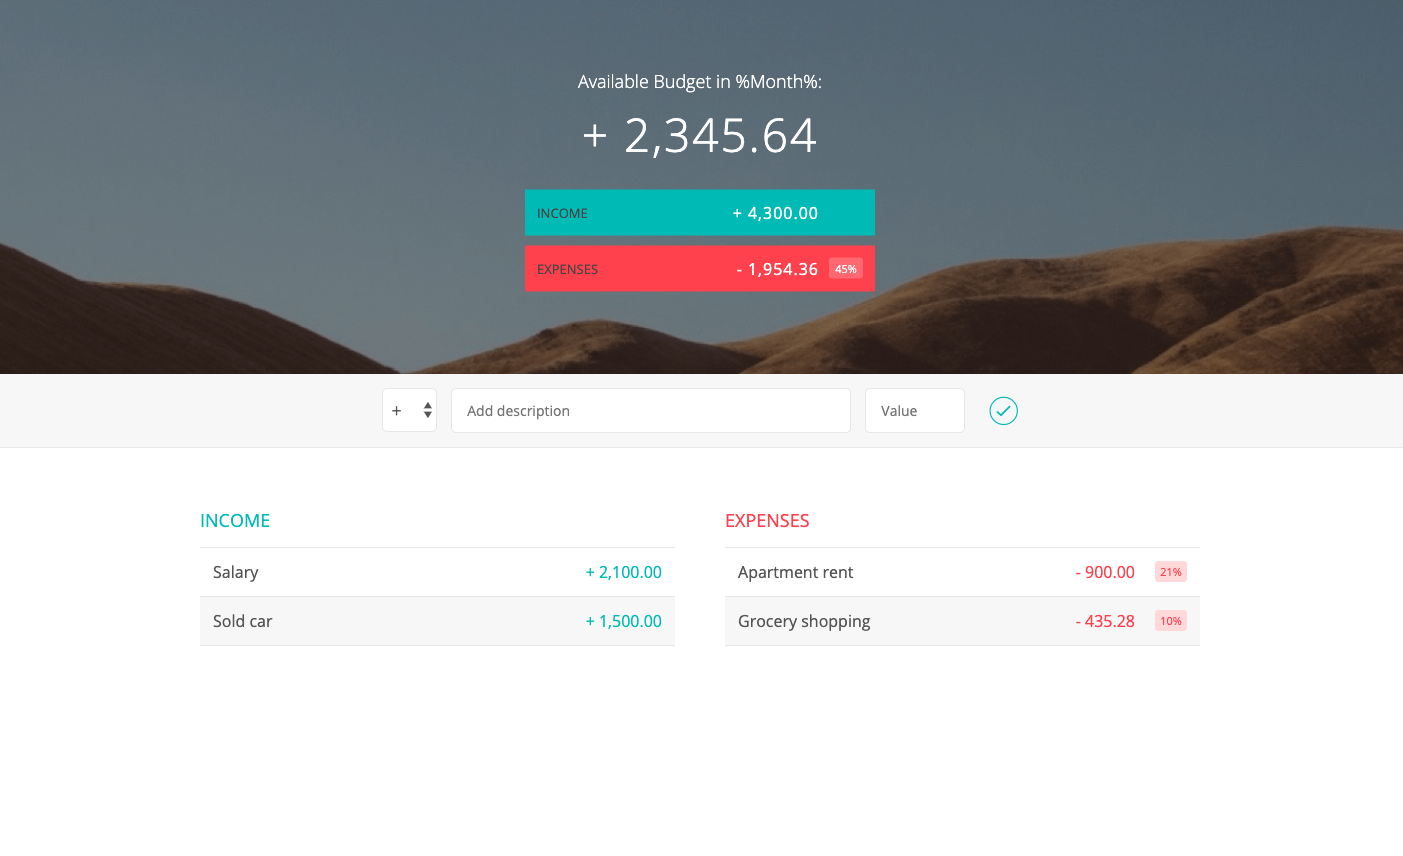 Available Budget in %Month%:
+ 2,345.64
INCOME + 4,300.00
EXPENSES - 1,954.36 45%
+ Add description Value
INCOME
Salary + 2,100.00
Sold car + 1,500.00
EXPENSES
Apartment rent - 900.00 21%
Grocery shopping - 435.28 10%